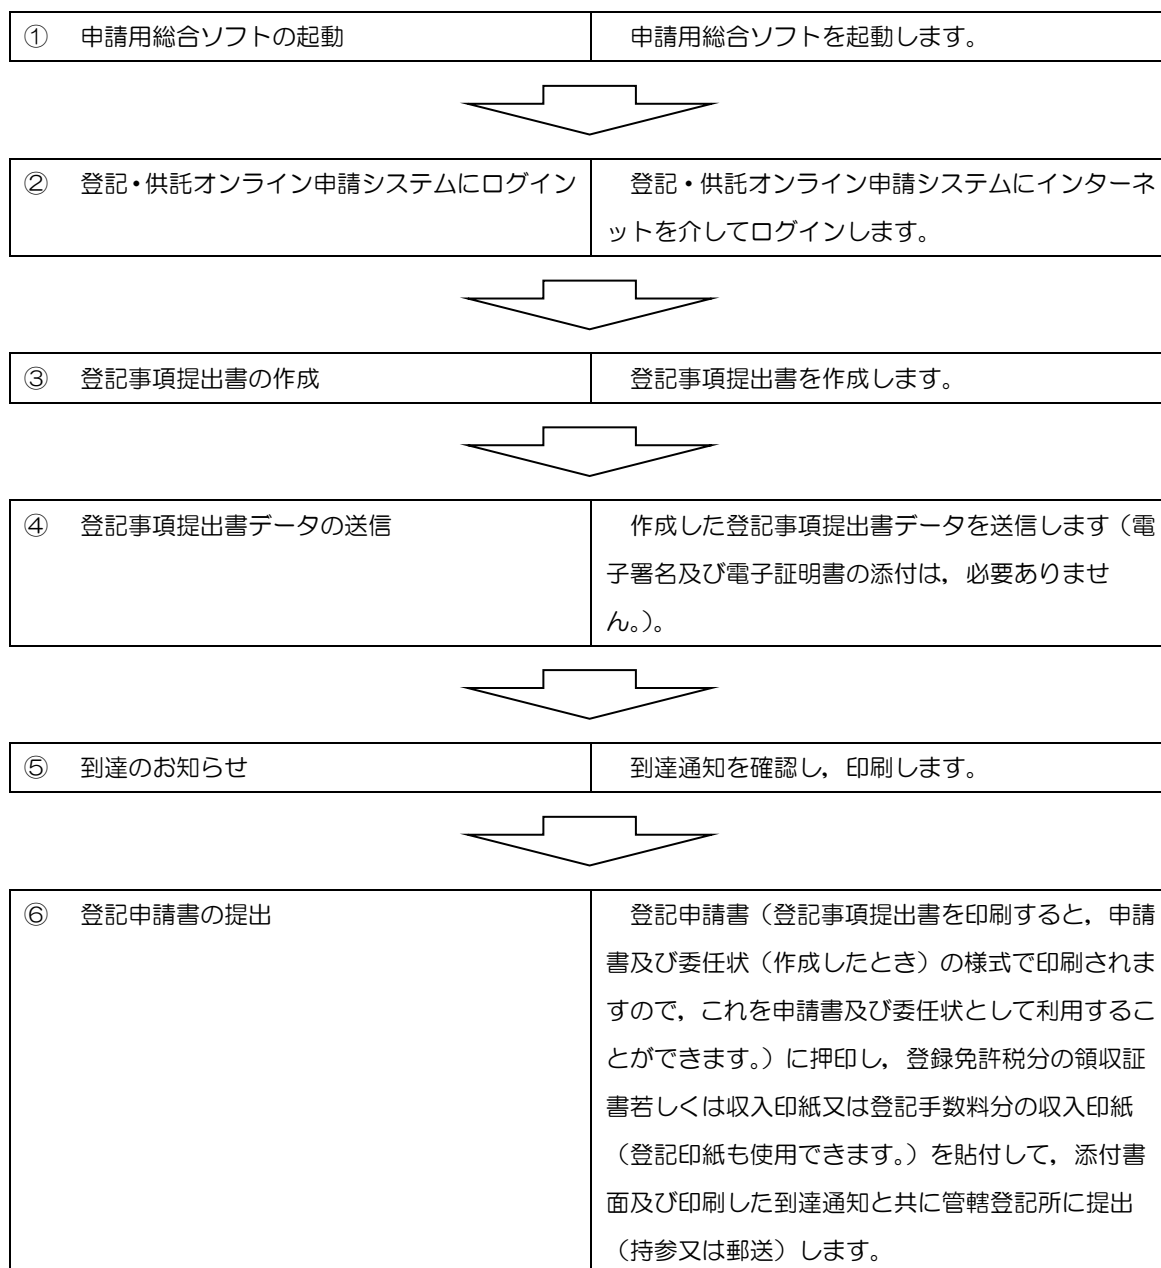 ① 申請用総合ソフトの起動
申請用総合ソフトを起動します。
② 登記・供託オンライン申請システムにログイン
登記・供託オンライン申請システムにインターネ
ットを介してログインします。
③ 登記事項提出書の作成
登記事項提出書を作成します。
④ 登記事項提出書データの送信
作成した登記事項提出書データを送信します（電
子署名及び電子証明書の添付は，必要ありませ
ん。）。
⑤ 到達のお知らせ
到達通知を確認し，印刷します。
⑥ 登記申請書の提出
登記申請書（登記事項提出書を印刷すると，申請
書及び委任状（作成したとき）の様式で印刷されま
すので，これを申請書及び委任状として利用するこ
とができます。）に押印し，登録免許税分の領収証
書若しくは収入印紙又は登記手数料分の収入印紙
（登記印紙も使用できます。）を貼付して，添付書
面及び印刷した到達通知と共に管轄登記所に提出
（持参又は郵送）します。